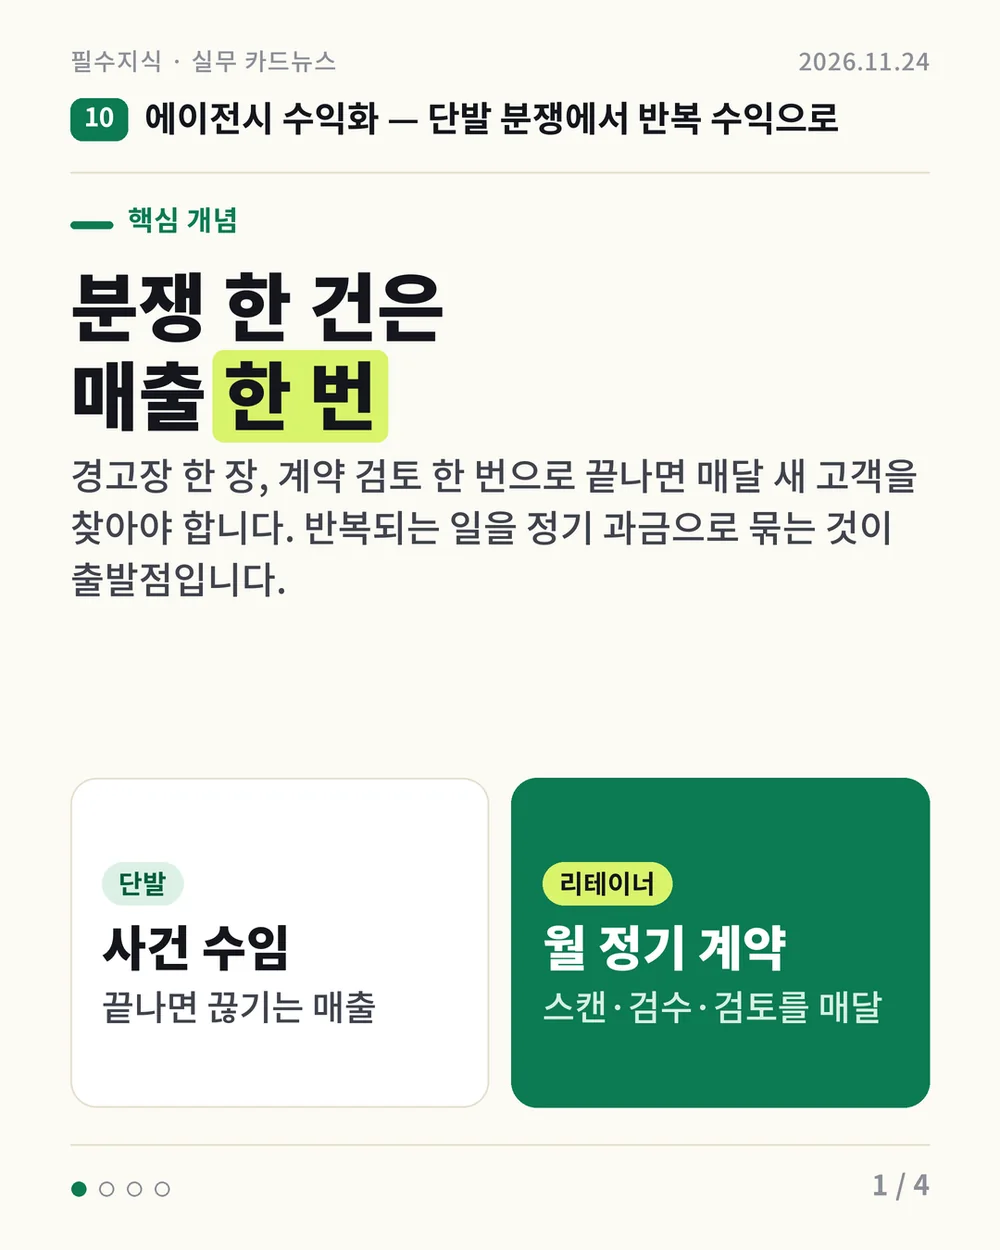 필수지식 · 실무 카드뉴스
2026.11.24
10 에이전시 수익화 — 단발 분쟁에서 반복 수익으로
핵심 개념
분쟁 한 건은
매출 한 번
경고장 한 장, 계약 검토 한 번으로 끝나면 매달 새 고객을
찾아야 합니다. 반복되는 일을 정기 과금으로 묶는 것이
출발점입니다.
단발
사건 수임
끝나면 끊기는 매출
리테이너
월 정기 계약
스캔·검수·검토를 매달
1 / 4